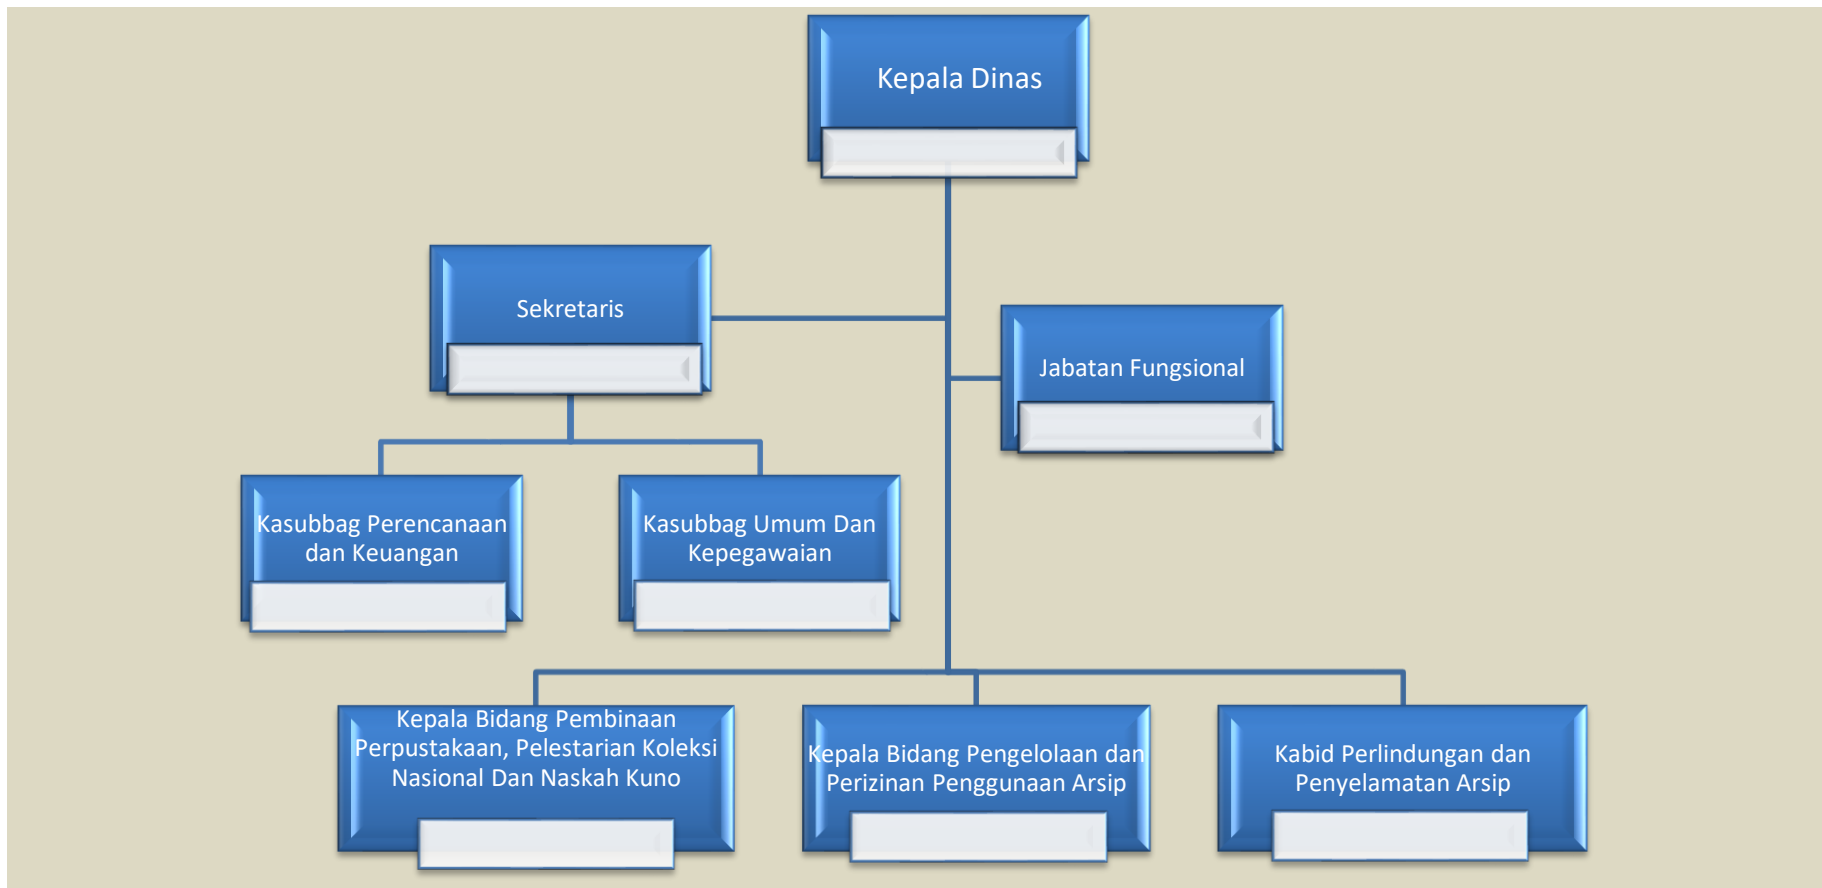 Kepala Dinas
Sekretaris
Jabatan Fungsional
Kasubbag Perencanaan
dan Keuangan
Kasubbag Umum Dan
Kepegawaian
Kepala Bidang Pembinaan
Perpustakaan, Pelestarian Koleksi
Nasional Dan Naskah Kuno
Kepala Bidang Pengelolaan dan
Perizinan Penggunaan Arsip
Kabid Perlindungan dan
Penyelamatan Arsip